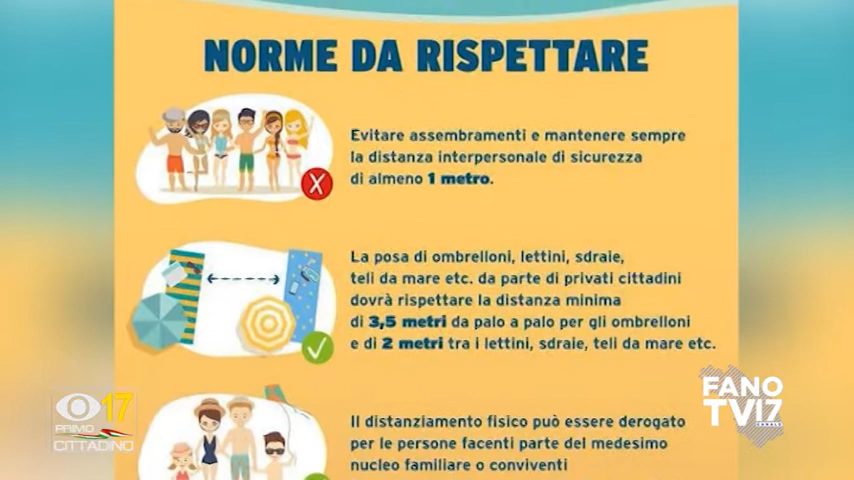 NORME DA RISPETTARE
Evitare assembramenti e mantenere sempre
la distanza interpersonale di sicurezza
di almeno 1 metro.
X
La posa di ombrelloni, lettini, sdraie,
teli da mare etc. da parte di privati cittadini
dovrà rispettare la distanza minima
di 3,5 metri da palo a palo per gli ombrelloni
e di 2 metri tra i lettini, sdraie, teli da mare etc.
Il distanziamento fisico può essere derogato
per le persone facenti parte del medesimo
nucleo familiare o conviventi
17
PRIMO
CITTADINO
FANO
TV17
CANALE